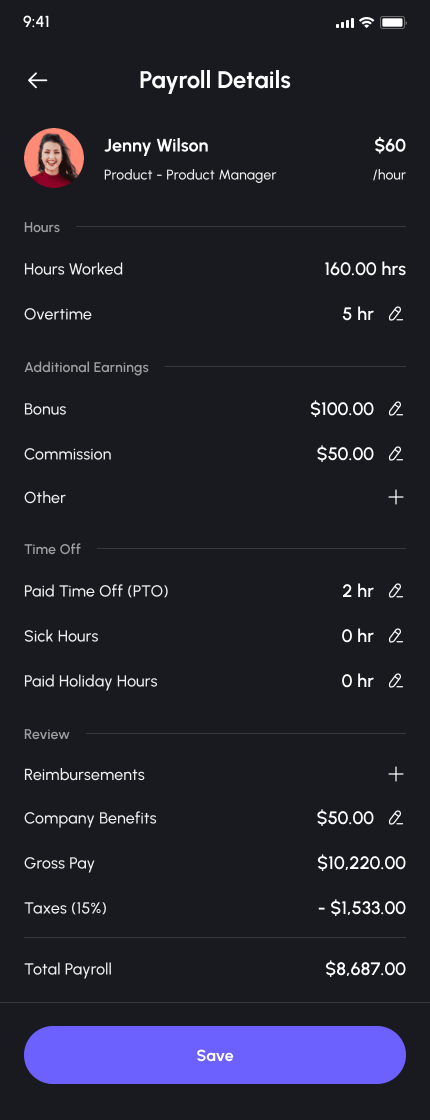 9:41
Payroll Details
Jenny Wilson $60
Product - Product Manager /hour
Hours
Hours Worked 160.00 hrs
Overtime 5 hr
Additional Earnings
Bonus $100.00
Commission $50.00
Other
Time Off
Paid Time Off (PTO) 2 hr
Sick Hours 0 hr
Paid Holiday Hours 0 hr
Review
Reimbursements
Company Benefits $50.00
Gross Pay $10,220.00
Taxes (15%) - $1,533.00
Total Payroll $8,687.00
Save